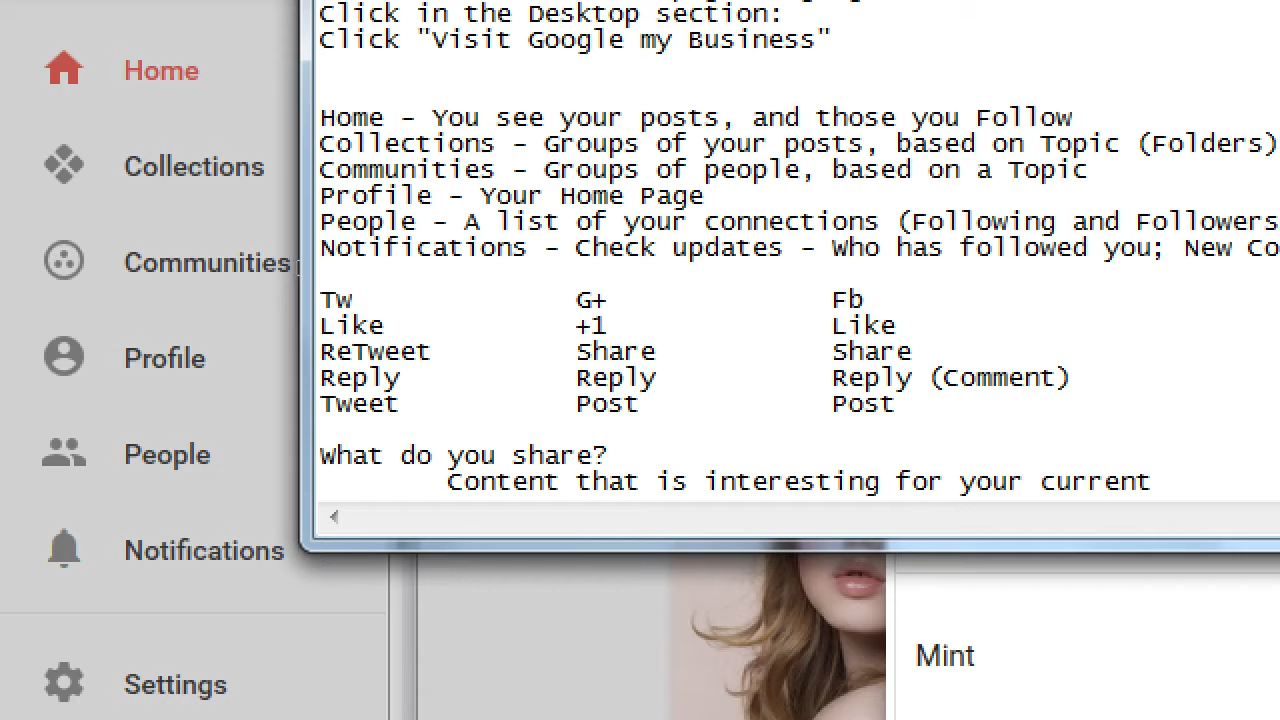 Click in the Desktop section:
Click "Visit Google my Business"
Home – You see your posts, and those you Follow
Collections – Groups of your posts, based on Topic (Folders)
Communities – Groups of people, based on a Topic
Profile – Your Home Page
People – A list of your connections (Following and Followers
Notifications – Check updates – Who has followed you; New Co
Tw G+ Fb
Like +1 Like
ReTweet Share Share
Reply Reply Reply (Comment)
Tweet Post Post
What do you share?
Content that is interesting for your current
Home
Collections
Communities
Profile
People
Notifications
Settings
Mint